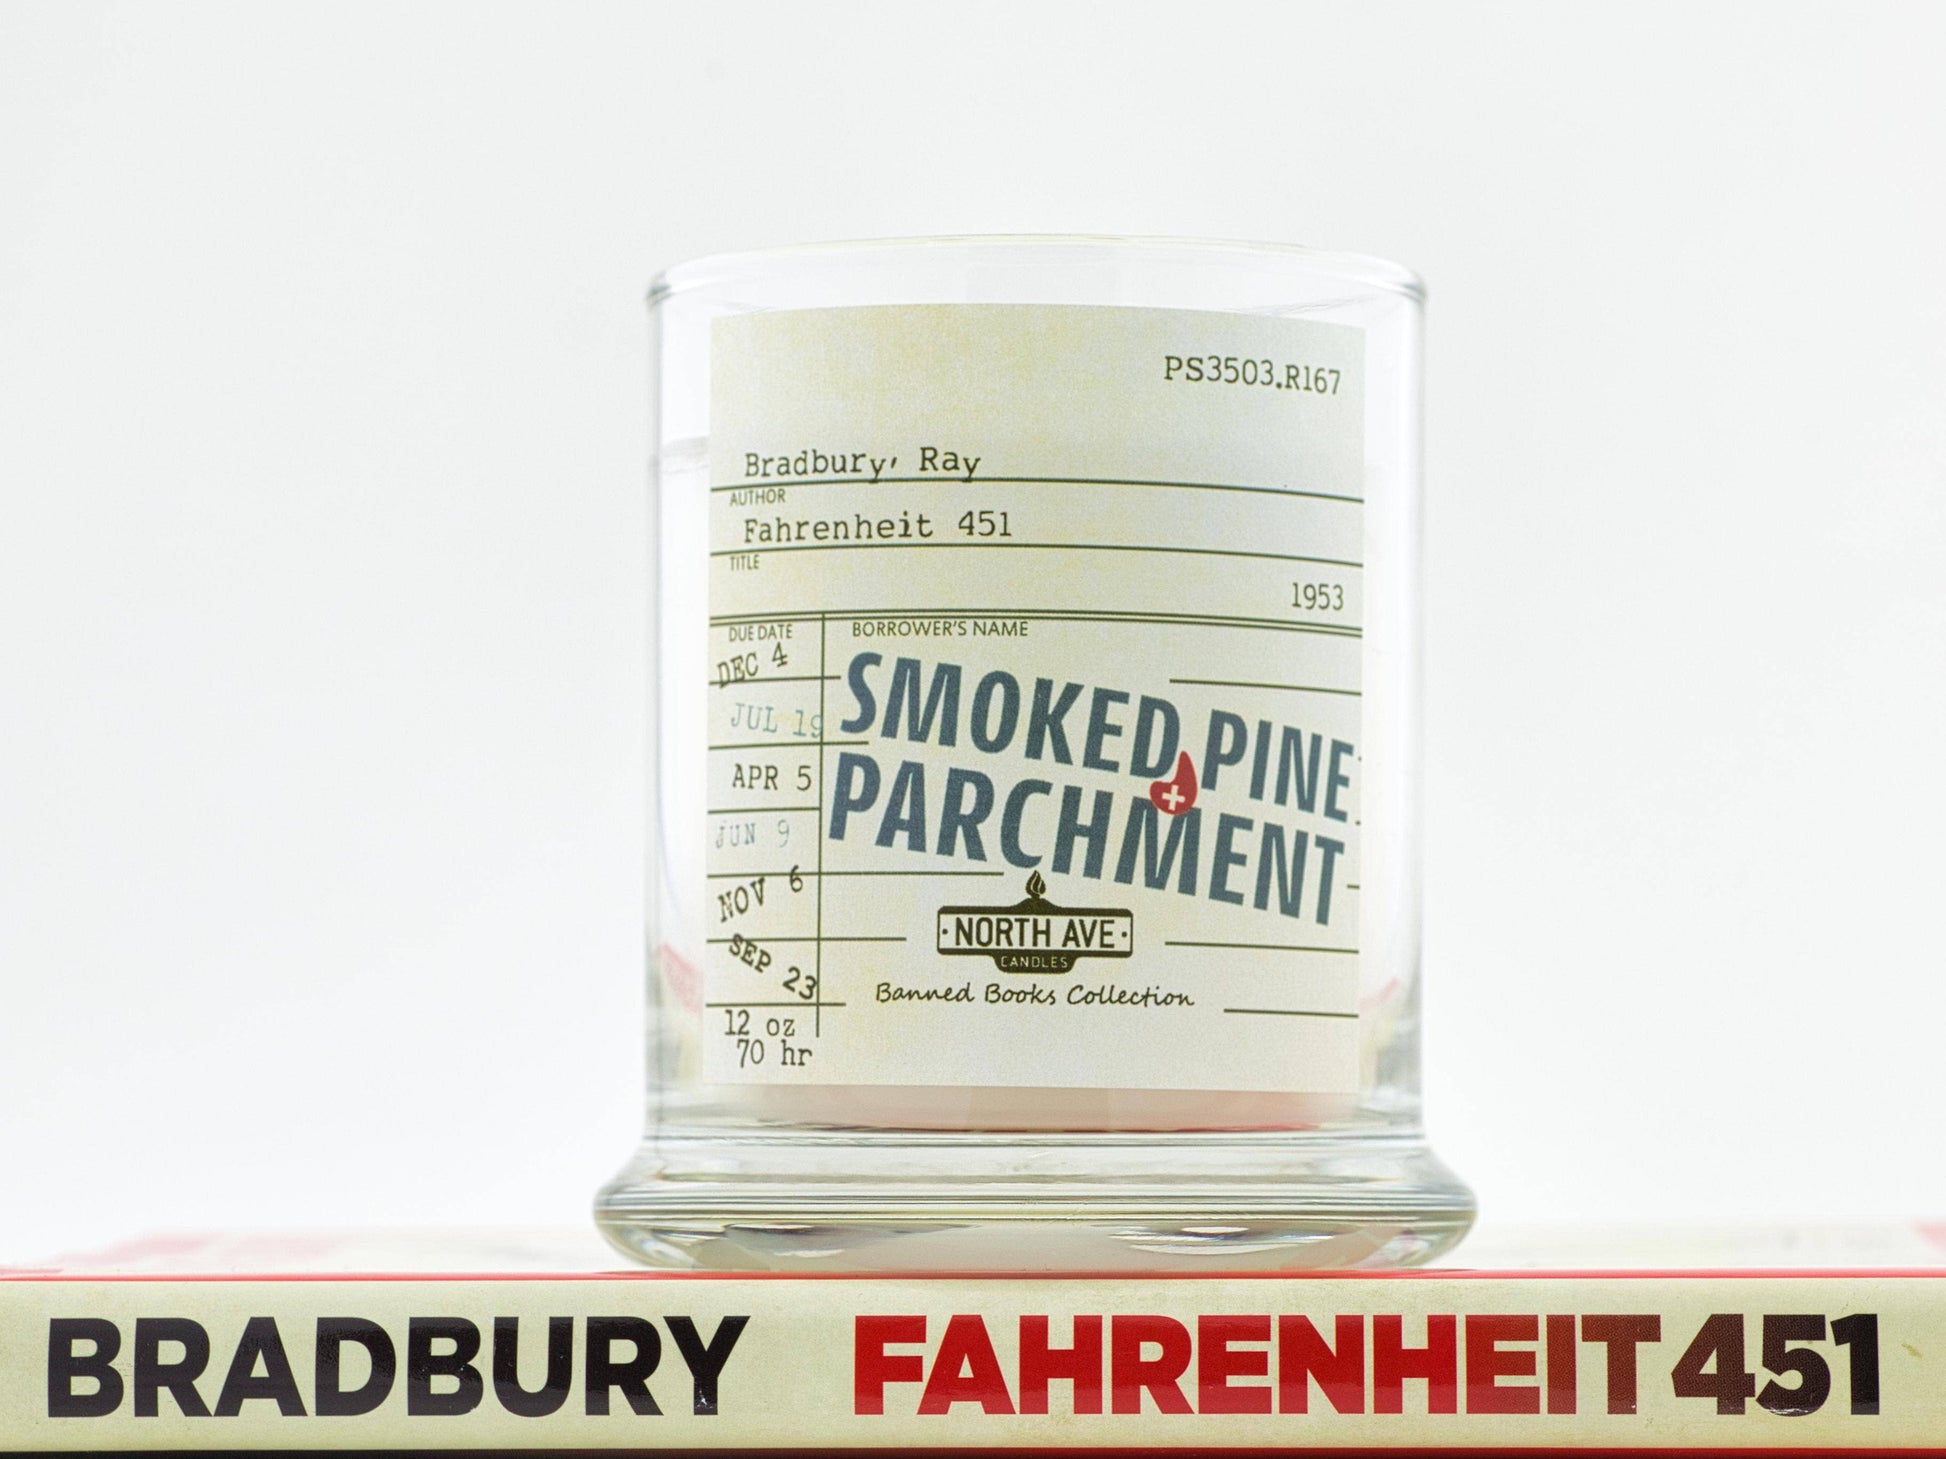 PS3503.R167
Bradbury, Ray
AUTHOR
Fahrenheit 451
TITLE
1953
DUE DATE
BORROWER'S NAME
DEC 4
JUL 19
APR 5
JUN 9
NOV 6
SEP 23
SMOKED PINE
+
PARCHMENT
NORTH AVE
CANDLES
Banned Books Collection
12 oz
70 hr
BRADBURY FAHRENHEIT 451